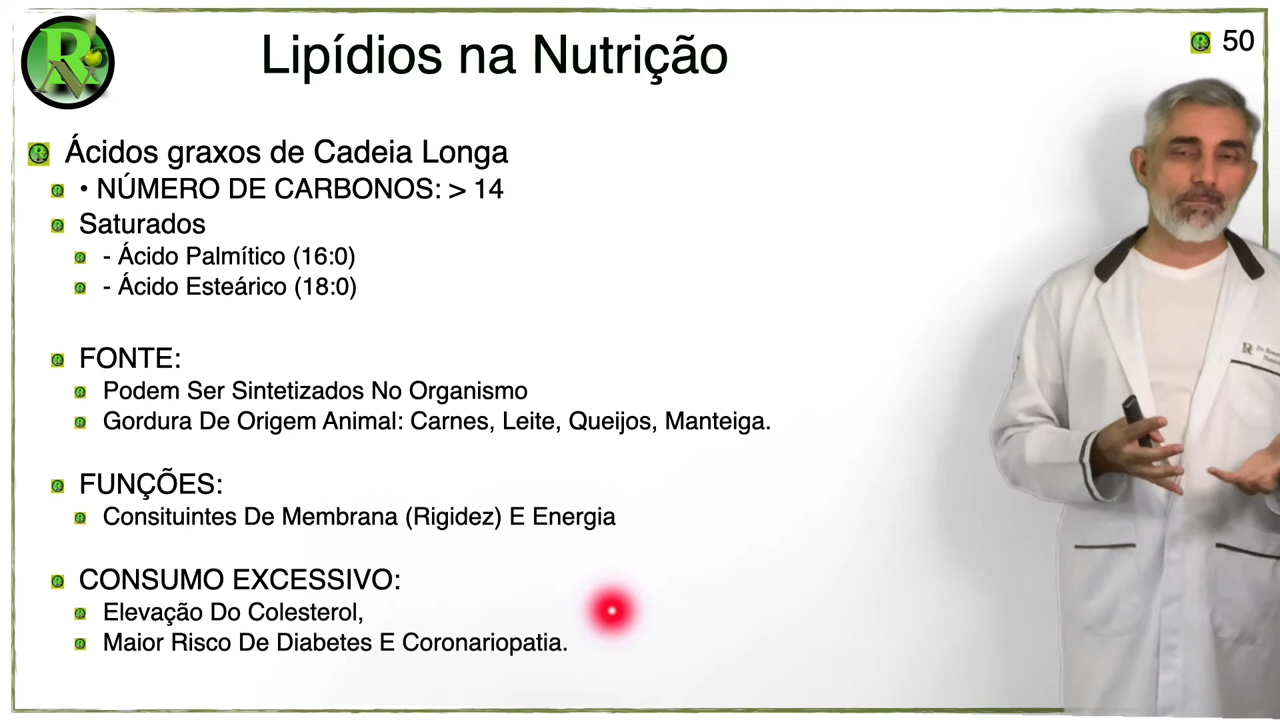 Lipídios na Nutrição
50
Ácidos graxos de Cadeia Longa
• NÚMERO DE CARBONOS: > 14
Saturados
- Ácido Palmítico (16:0)
- Ácido Esteárico (18:0)
FONTE:
Podem Ser Sintetizados No Organismo
Gordura De Origem Animal: Carnes, Leite, Queijos, Manteiga.
FUNÇÕES:
Consituintes De Membrana (Rigidez) E Energia
CONSUMO EXCESSIVO:
Elevação Do Colesterol,
Maior Risco De Diabetes E Coronariopatia.